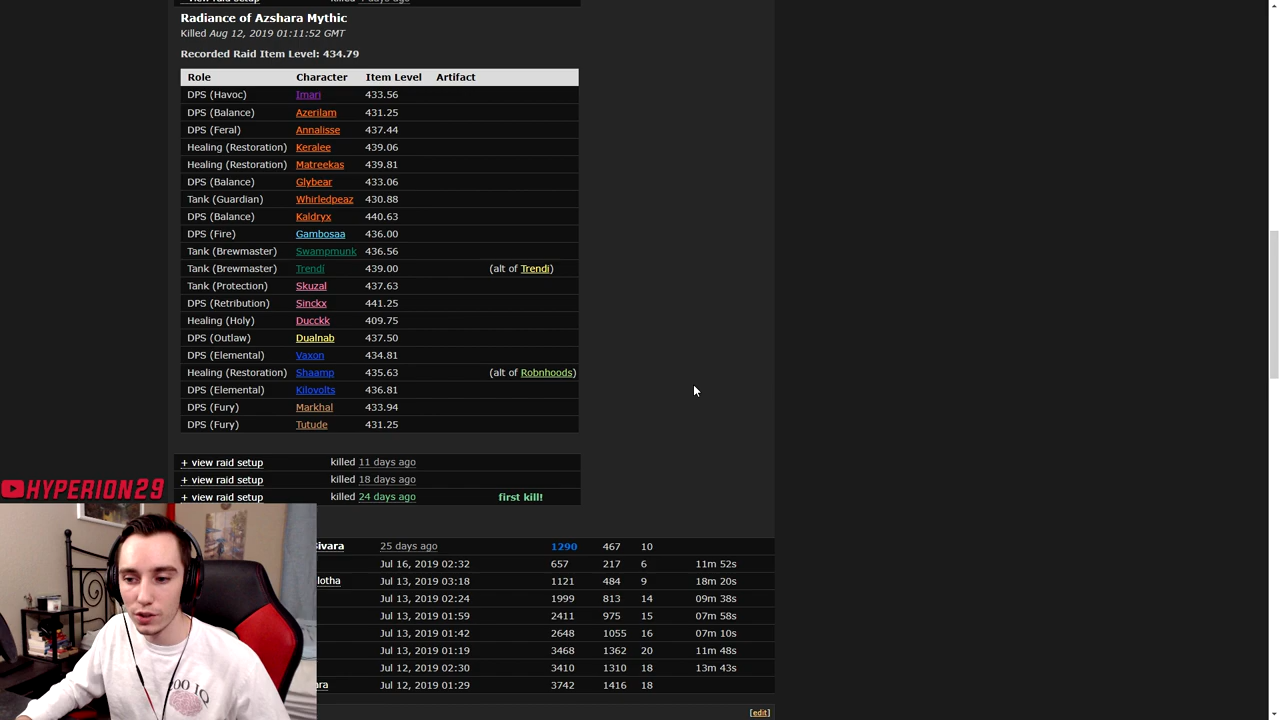 + view raid setup killed 4 days ago
Radiance of Azshara Mythic
Killed Aug 12, 2019 01:11:52 GMT
Recorded Raid Item Level: 434.79
Role Character Item Level Artifact
DPS (Havoc) Imari 433.56
DPS (Balance) Azerilam 431.25
DPS (Feral) Annalisse 437.44
Healing (Restoration) Keralee 439.06
Healing (Restoration) Matreekas 439.81
DPS (Balance) Glybear 433.06
Tank (Guardian) Whirledpeaz 430.88
DPS (Balance) Kaldryx 440.63
DPS (Fire) Gambosaa 436.00
Tank (Brewmaster) Swampmunk 436.56
Tank (Brewmaster) Trendí 439.00 (alt of Trendi)
Tank (Protection) Skuzal 437.63
DPS (Retribution) Sinckx 441.25
Healing (Holy) Ducckk 409.75
DPS (Outlaw) Dualnab 437.50
DPS (Elemental) Vaxon 434.81
Healing (Restoration) Shaamp 435.63 (alt of Robnhoods)
DPS (Elemental) Kilovolts 436.81
DPS (Fury) Markhal 433.94
DPS (Fury) Tutude 431.25
+ view raid setup killed 11 days ago
+ view raid setup killed 18 days ago
+ view raid setup killed 24 days ago first kill!
HYPERION29
Sivara 25 days ago 1290 467 10
Jul 16, 2019 02:32 657 217 6 11m 52s
lotha Jul 13, 2019 03:18 1121 484 9 18m 20s
Jul 13, 2019 02:24 1999 813 14 09m 38s
Jul 13, 2019 01:59 2411 975 15 07m 58s
Jul 13, 2019 01:42 2648 1055 16 07m 10s
Jul 13, 2019 01:19 3468 1362 20 11m 48s
Jul 12, 2019 02:30 3410 1310 18 13m 43s
ara Jul 12, 2019 01:29 3742 1416 18
[edit]